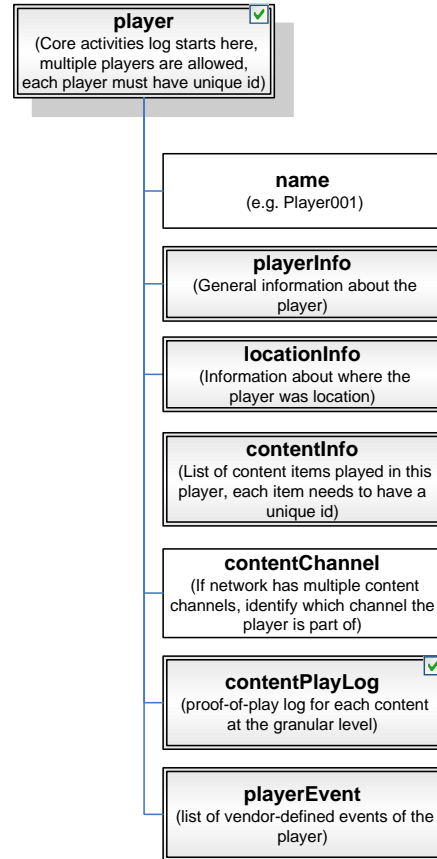 player
(Core activities log starts here,
multiple players are allowed,
each player must have unique id)
name
(e.g. Player001)
playerInfo
(General information about the
player)
locationInfo
(Information about where the
player was location)
contentInfo
(List of content items played in this
player, each item needs to have a
unique id)
contentChannel
(If network has multiple content
channels, identify which channel the
player is part of)
contentPlayLog
(proof-of-play log for each content
at the granular level)
playerEvent
(list of vendor-defined events of the
player)